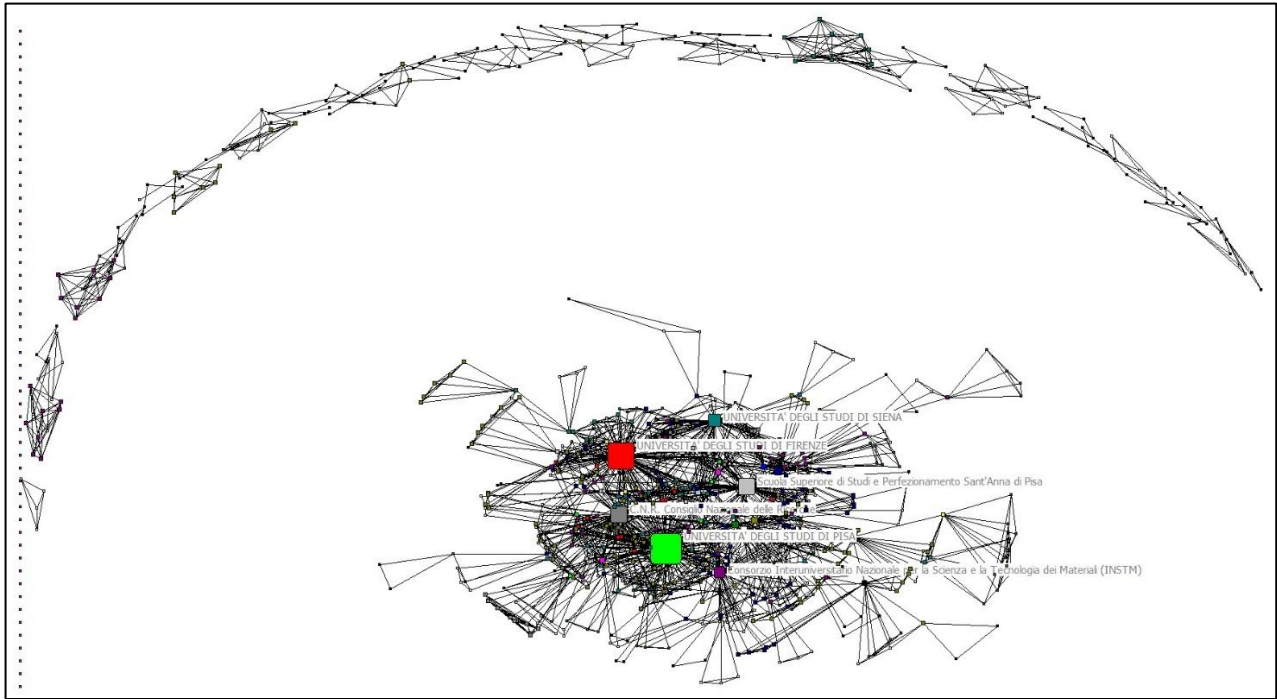 UNIVERSITA' DEGLI STUDI DI SIENA
UNIVERSITA' DEGLI STUDI DI FIRENZE
Scuola Superiore di Studi e Perfezionamento Sant'Anna di Pisa
C.N.R. Consiglio Nazionale delle Ricerche
UNIVERSITA' DEGLI STUDI DI PISA
Consorzio Interuniversitario Nazionale per la Scienza e la Tecnologia dei Materiali (INSTM)